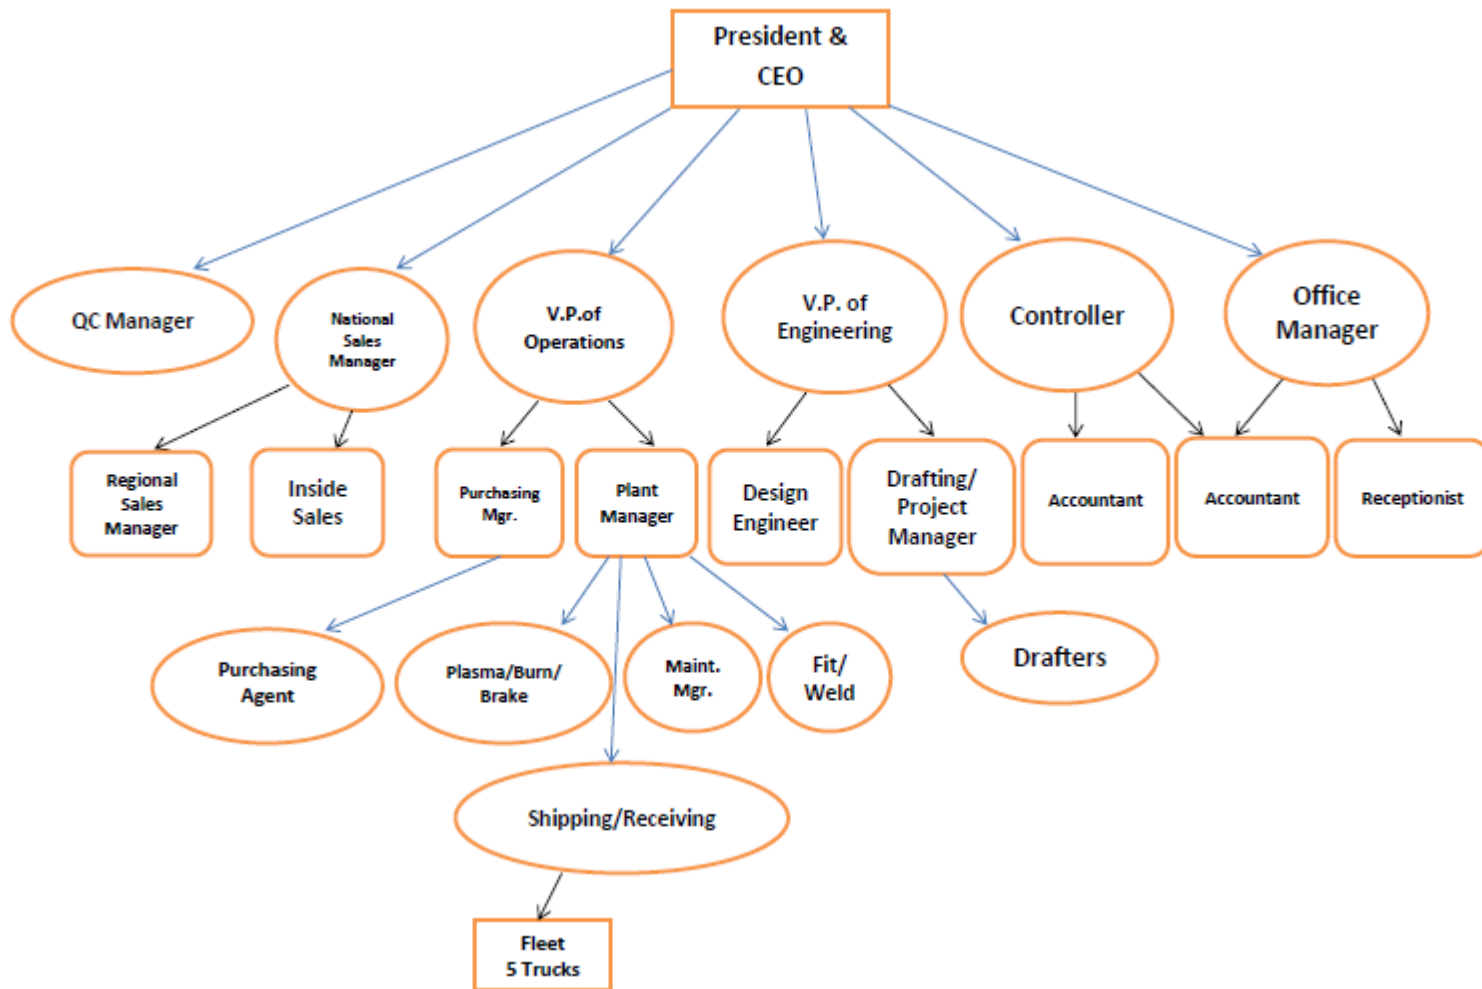 President &
CEO
QC Manager
National
Sales
Manager
V.P.of
Operations
V.P. of
Engineering
Controller
Office
Manager
Regional
Sales
Manager
Inside
Sales
Purchasing
Mgr.
Plant
Manager
Design
Engineer
Drafting/
Project
Manager
Accountant
Accountant
Receptionist
Purchasing
Agent
Plasma/Burn/
Brake
Maint.
Mgr.
Fit/
Weld
Drafters
Shipping/Receiving
Fleet
5 Trucks